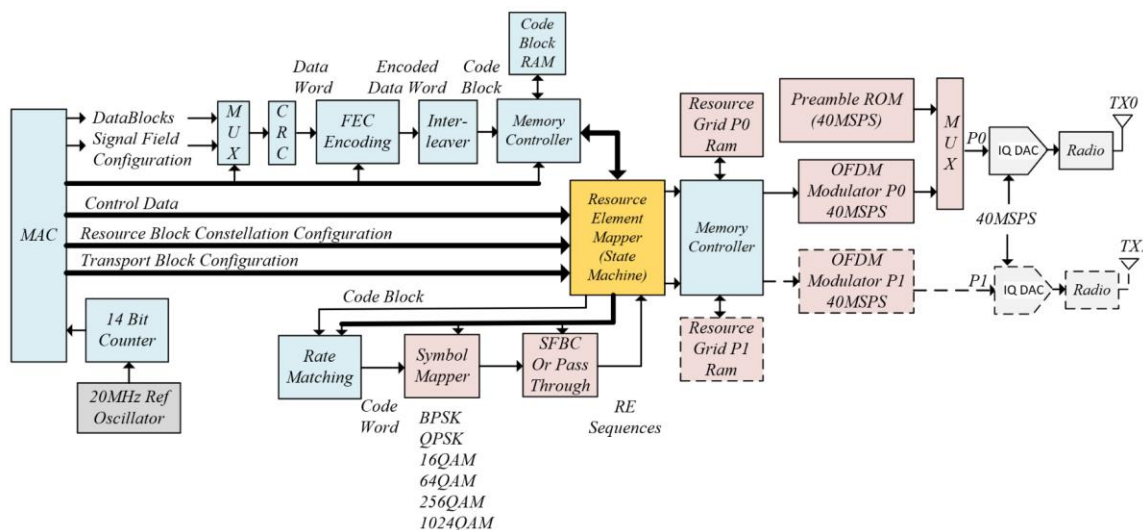 Code
Block
RAM
Data
Word
Encoded
Data Word
Code
Block
DataBlocks
Signal Field
Configuration
M
U
X
C
R
C
FEC
Encoding
Inter-
leaver
Memory
Controller
Resource
Grid P0
Ram
Preamble ROM
(40MSPS)
M
U
X
P0
IQ DAC
Radio
TX0
MAC
Control Data
Resource Block Constellation Configuration
Transport Block Configuration
Resource
Element
Mapper
(State
Machine)
Memory
Controller
OFDM
Modulator P0
40MSPS
40MSPS
OFDM
Modulator P1
40MSPS
P1
IQ DAC
Radio
14 Bit
Counter
20MHz Ref
Oscillator
Code Block
Rate
Matching
Code
Word
Symbol
Mapper
SFBC
Or Pass
Through
RE
Sequences
Resource
Grid P1
Ram
BPSK
QPSK
16QAM
64QAM
256QAM
1024QAM